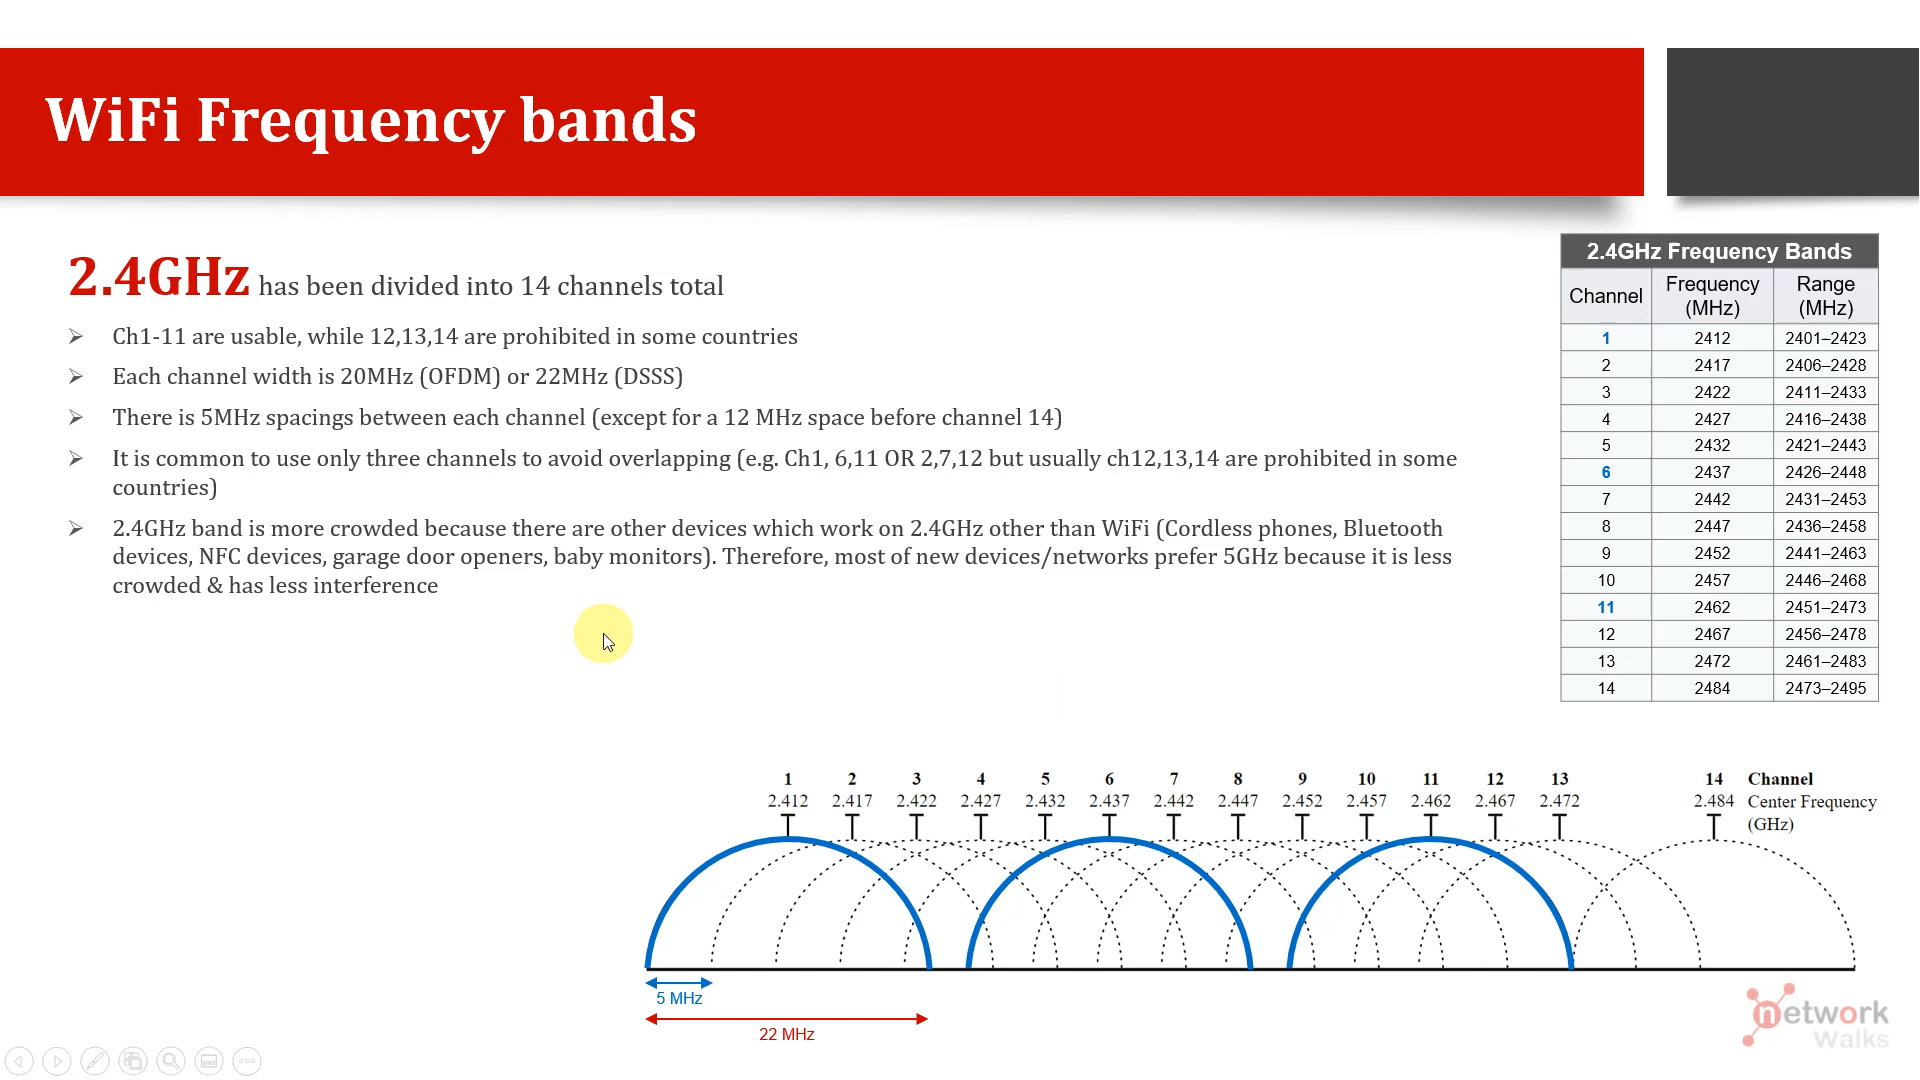 WiFi Frequency bands
2.4GHz has been divided into 14 channels total
➢ Ch1-11 are usable, while 12,13,14 are prohibited in some countries
➢ Each channel width is 20MHz (OFDM) or 22MHz (DSSS)
➢ There is 5MHz spacings between each channel (except for a 12 MHz space before channel 14)
➢ It is common to use only three channels to avoid overlapping (e.g. Ch1, 6,11 OR 2,7,12 but usually ch12,13,14 are prohibited in some
countries)
➢ 2.4GHz band is more crowded because there are other devices which work on 2.4GHz other than WiFi (Cordless phones, Bluetooth
devices, NFC devices, garage door openers, baby monitors). Therefore, most of new devices/networks prefer 5GHz because it is less
crowded & has less interference
2.4GHz Frequency Bands
Channel Frequency (MHz) Range (MHz)
1 2412 2401–2423
2 2417 2406–2428
3 2422 2411–2433
4 2427 2416–2438
5 2432 2421–2443
6 2437 2426–2448
7 2442 2431–2453
8 2447 2436–2458
9 2452 2441–2463
10 2457 2446–2468
11 2462 2451–2473
12 2467 2456–2478
13 2472 2461–2483
14 2484 2473–2495
1 2 3 4 5 6 7 8 9 10 11 12 13 14 Channel
2.412 2.417 2.422 2.427 2.432 2.437 2.442 2.447 2.452 2.457 2.462 2.467 2.472 2.484 Center Frequency
(GHz)
5 MHz
22 MHz
network
Walks